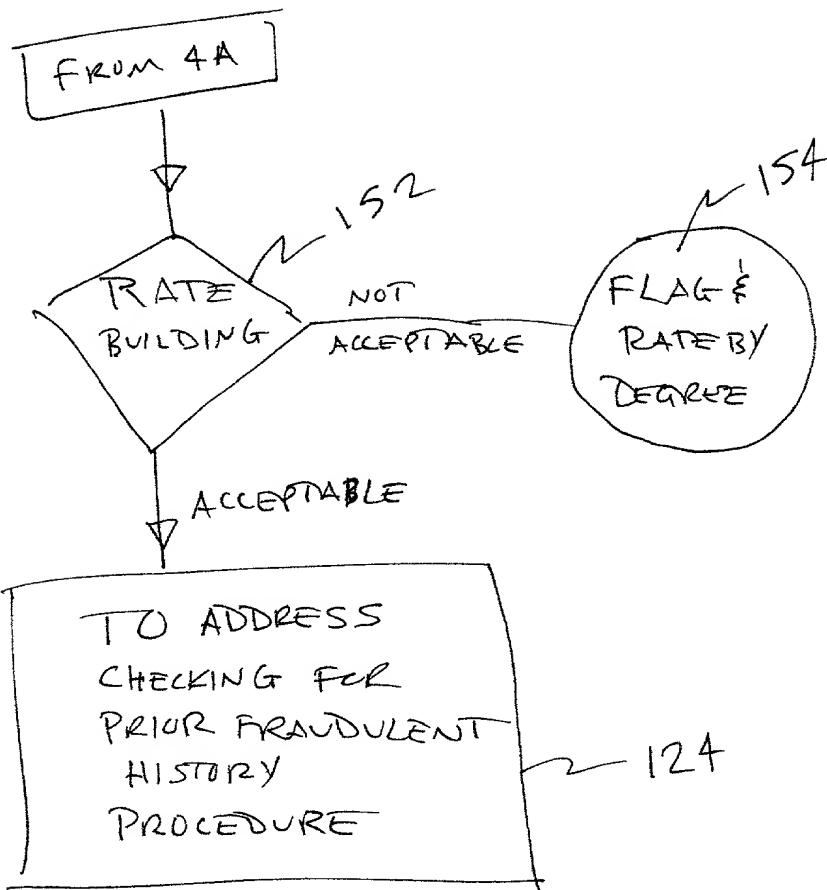 FROM 4A
152
154
RATE
BUILDING
NOT
ACCEPTABLE
FLAG &
RATE BY
DEGREE
ACCEPTABLE
TO ADDRESS
CHECKING FOR
PRIOR FRAUDULENT
HISTORY
PROCEDURE
124